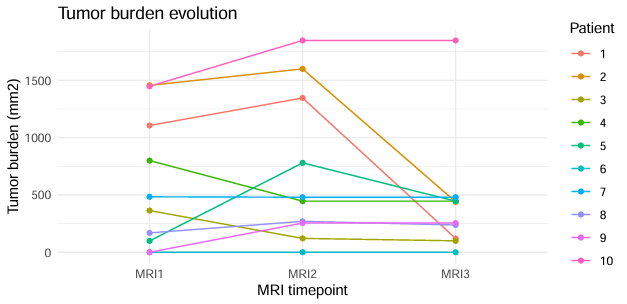 Tumor burden evolution
Tumor burden (mm2)
1500
1000
500
0
MRI1
MRI2
MRI3
MRI timepoint
Patient
1
2
3
4
5
6
7
8
9
10